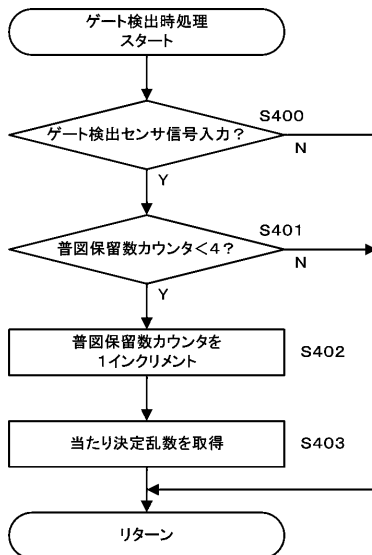 ゲート検出時処理
スタート
S400
ゲート検出センサ信号入力？
N
Y
S401
普図保留数カウンタ＜4？
N
Y
普図保留数カウンタを
1インクリメント
S402
当たり決定乱数を取得
S403
リターン